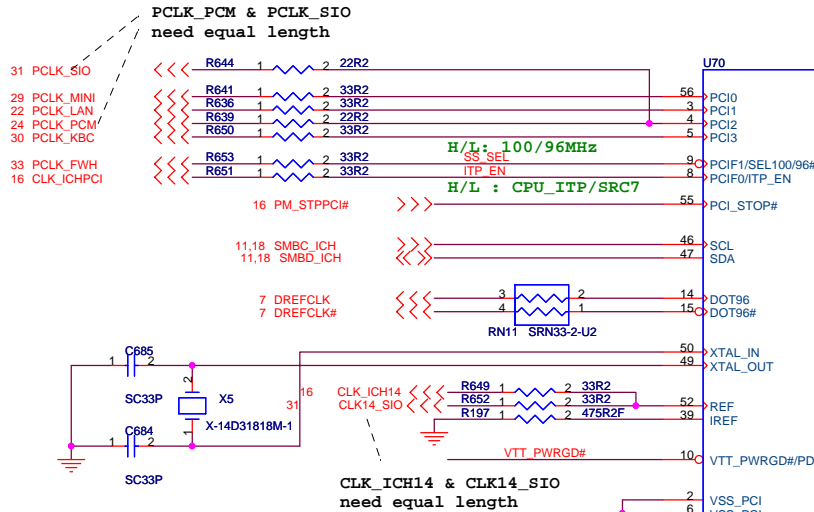 PCLK_PCM & PCLK_SIO
need equal length
31 PCLK_SIO R644 1 2 22R2 U70
29 PCLK_MINI R641 1 2 33R2 56 PCI0
22 PCLK_LAN R636 1 2 33R2 3 PCI1
24 PCLK_PCM R639 1 2 22R2 4 PCI2
30 PCLK_KBC R650 1 2 33R2 5 PCI3
H/L: 100/96MHz
33 PCLK_FWH R653 1 2 33R2 SS_SEL 9 PCIF1/SEL100/96#
16 CLK_ICHPCI R651 1 2 33R2 ITP_EN 8 PCIF0/ITP_EN
H/L : CPU_ITP/SRC7
16 PM_STPPCI# 55 PCI_STOP#
11,18 SMBC_ICH 46 SCL
11,18 SMBD_ICH 47 SDA
7 DREFCLK 3 2 14 DOT96
7 DREFCLK# 4 1 15 DOT96#
RN11 SRN33-2-U2
50 XTAL_IN
C685 1 2 49 XTAL_OUT
SC33P
2 X5 1
X-14D31818M-1
16 CLK_ICH14 R649 1 2 33R2
31 CLK14_SIO R652 1 2 33R2 52 REF
R197 1 2 475R2F 39 IREF
C684 1 2
SC33P
VTT_PWRGD# 10 VTT_PWRGD#/PD
CLK_ICH14 & CLK14_SIO
need equal length
2 VSS_PCI
6 VSS_PCI